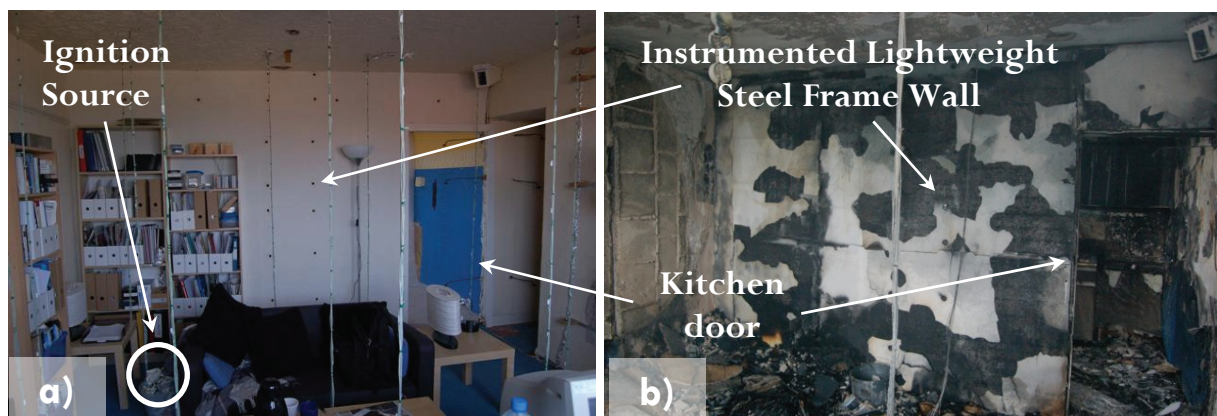 Ignition
Source
Instrumented Lightweight
Steel Frame Wall
Kitchen
door
a)
b)